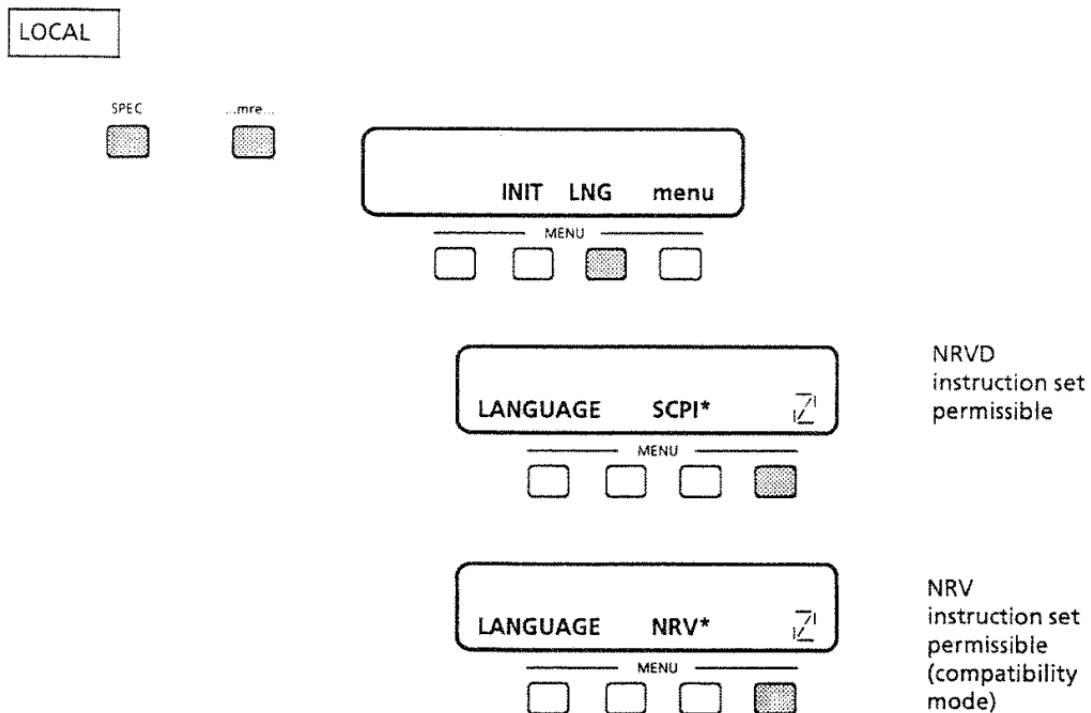 LOCAL
SPEC ...mre...
INIT LNG menu
MENU
LANGUAGE SCPI*
MENU
NRVD
instruction set
permissible
LANGUAGE NRV*
MENU
NRV
instruction set
permissible
(compatibility
mode)